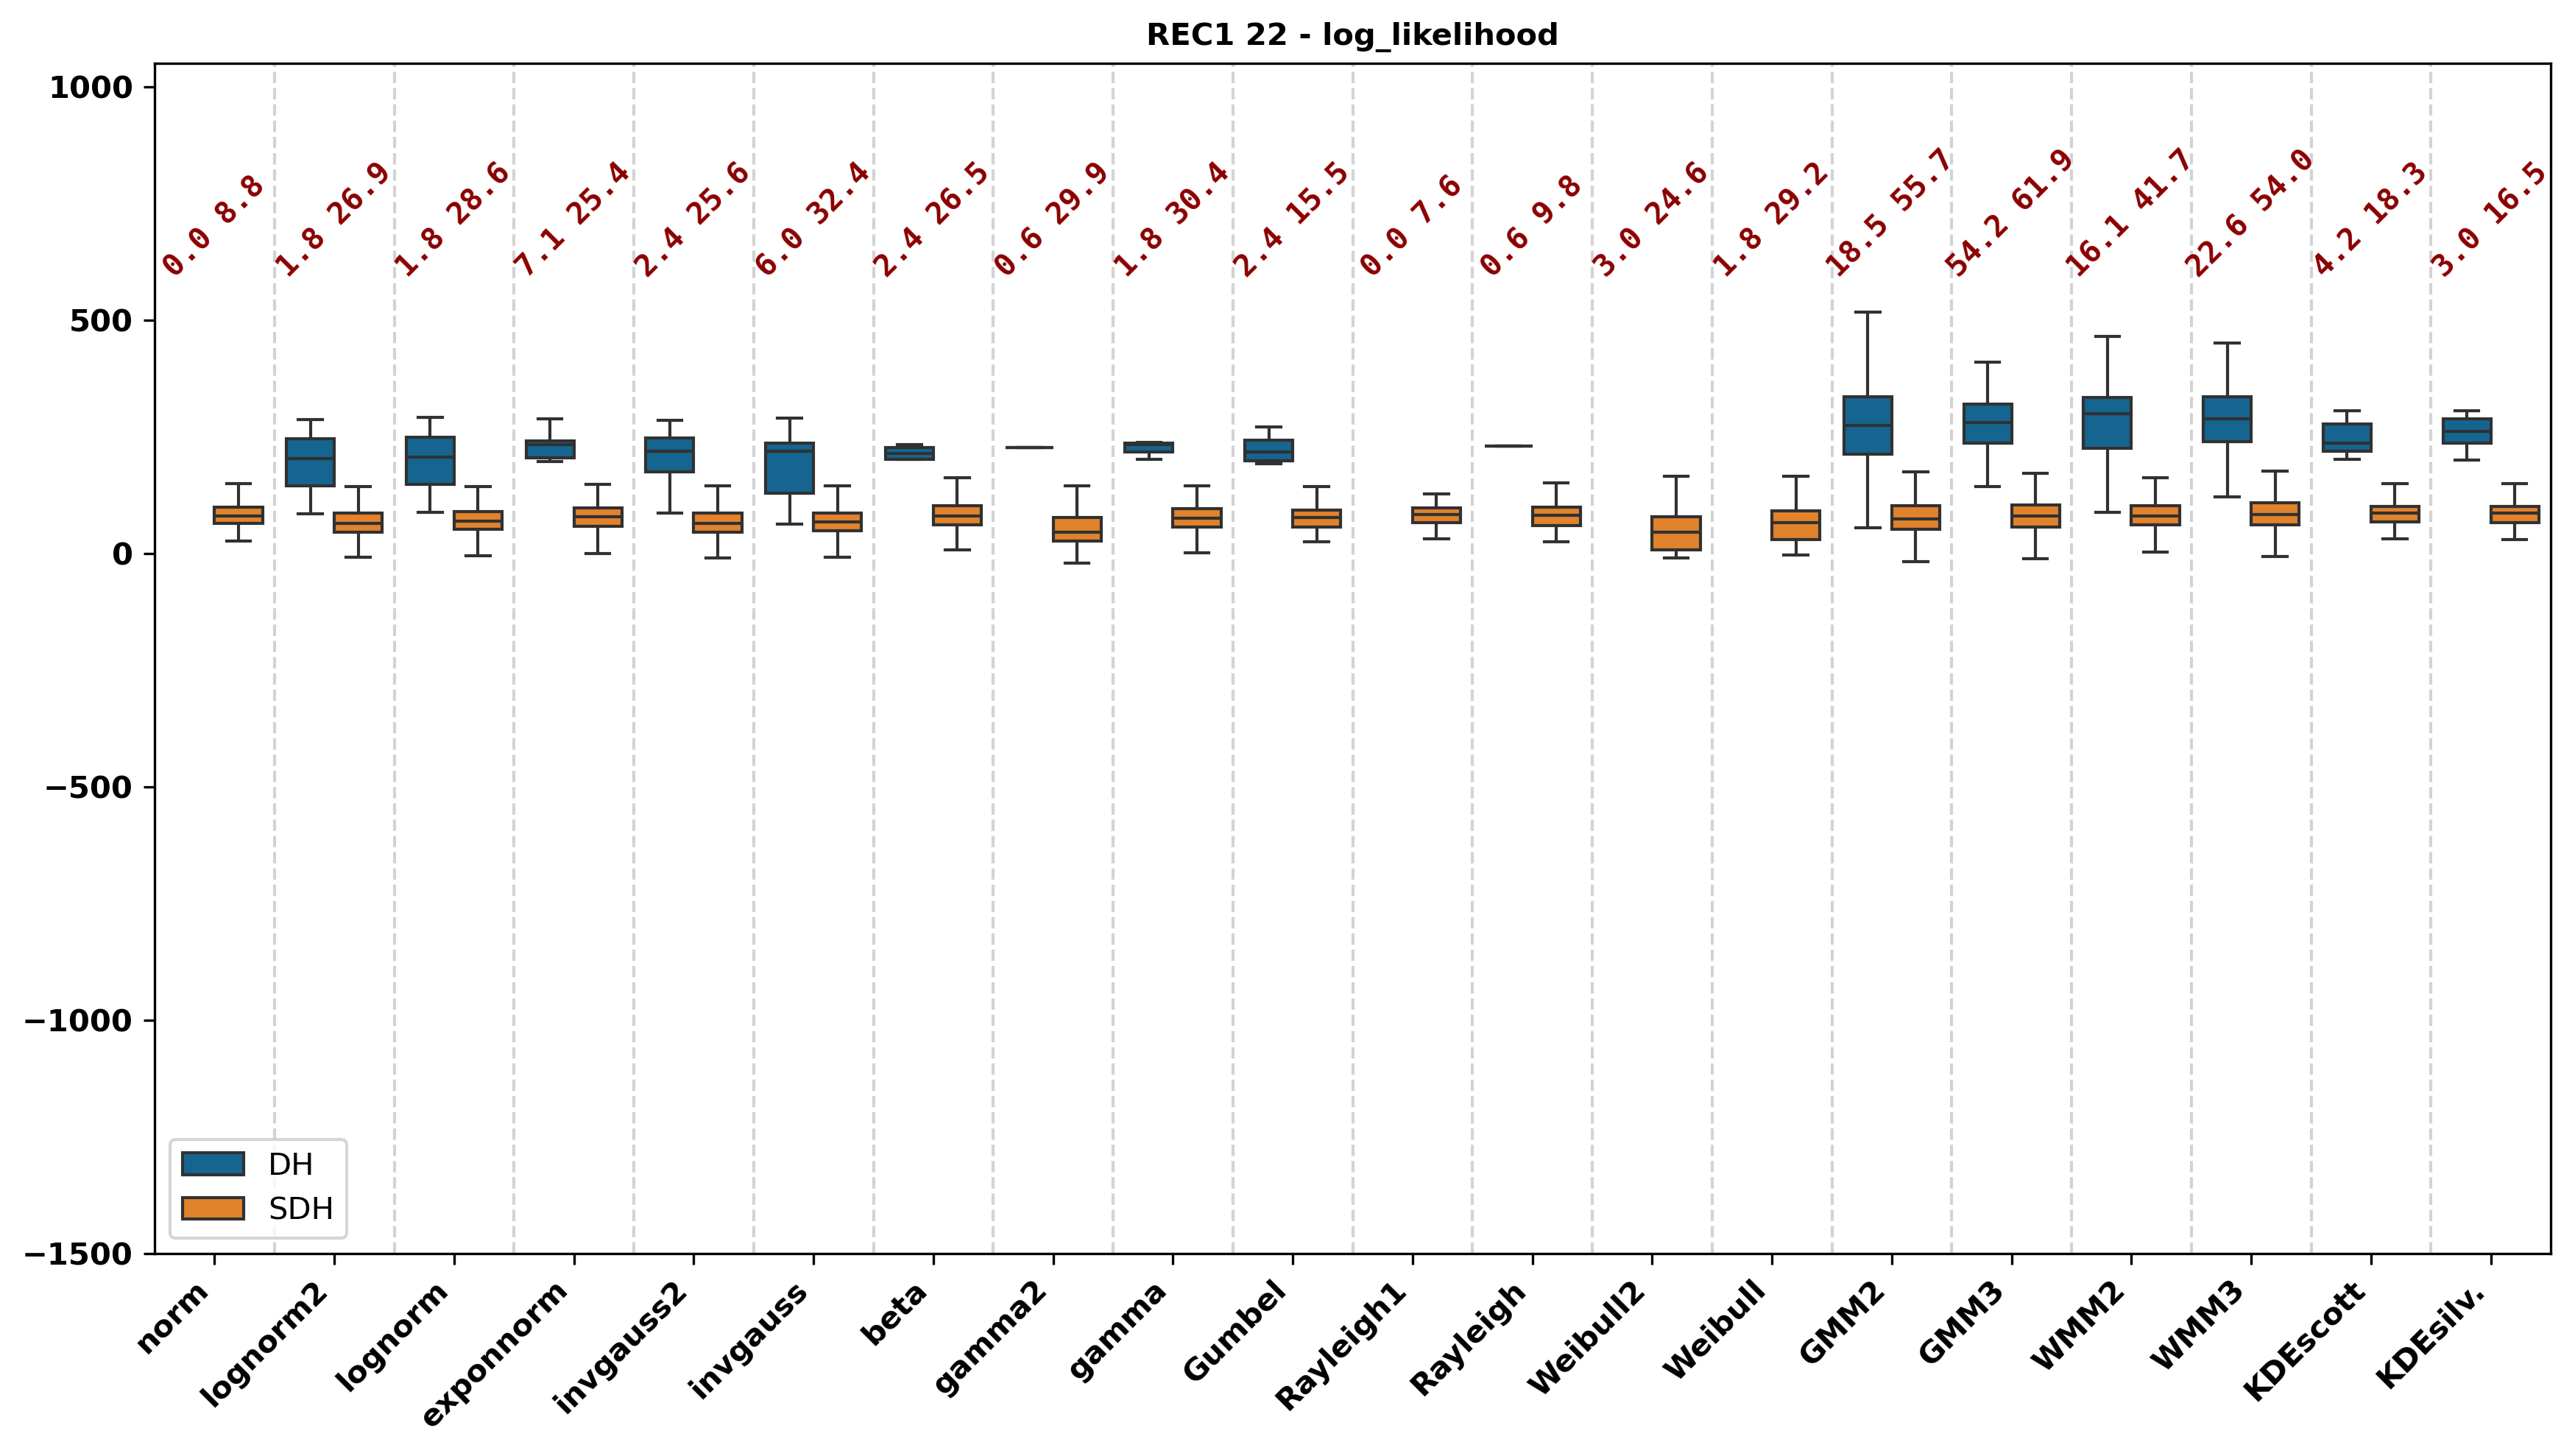 REC1 22 - log_likelihood
1000
500
0
−500
−1000
−1500
0.0 8.8
1.8 26.9
1.8 28.6
7.1 25.4
2.4 25.6
6.0 32.4
2.4 26.5
0.6 29.9
1.8 30.4
2.4 15.5
0.0 7.6
0.6 9.8
3.0 24.6
1.8 29.2
18.5 55.7
54.2 61.9
16.1 41.7
22.6 54.0
4.2 18.3
3.0 16.5
DH
SDH
norm
lognorm2
lognorm
exponnorm
invgauss2
invgauss
beta
gamma2
gamma
Gumbel
Rayleigh1
Rayleigh
Weibull2
Weibull
GMM2
GMM3
WMM2
WMM3
KDEscott
KDEsilv.